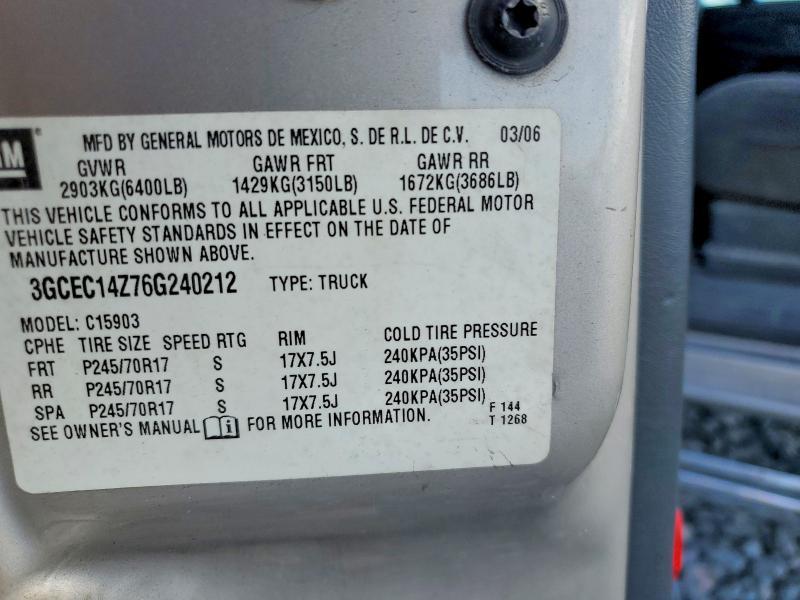 GM®
MFD BY GENERAL MOTORS DE MEXICO, S. DE R.L. DE C.V. 03/06
GVWR GAWR FRT GAWR RR
2903KG(6400LB) 1429KG(3150LB) 1672KG(3686LB)
THIS VEHICLE CONFORMS TO ALL APPLICABLE U.S. FEDERAL MOTOR
VEHICLE SAFETY STANDARDS IN EFFECT ON THE DATE OF
MANUFACTURE SHOWN ABOVE.
3GCEC14Z76G240212 TYPE: TRUCK
MODEL: C15903
CPHE TIRE SIZE SPEED RTG RIM COLD TIRE PRESSURE
FRT P245/70R17 S 17X7.5J 240KPA(35PSI)
RR P245/70R17 S 17X7.5J 240KPA(35PSI)
SPA P245/70R17 S 17X7.5J 240KPA(35PSI)
SEE OWNER'S MANUAL i FOR MORE INFORMATION.
F 144
T 1268